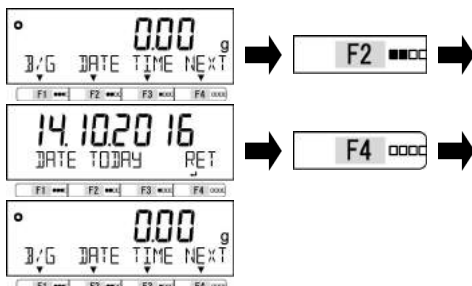 0.00 g
B/G DATE TIME NEXT
F1 F2 F3 F4
F2
14.10.2016
DATE TODAY RET
F1 F2 F3 F4
F4
0.00 g
B/G DATE TIME NEXT
F1 F2 F3 F4